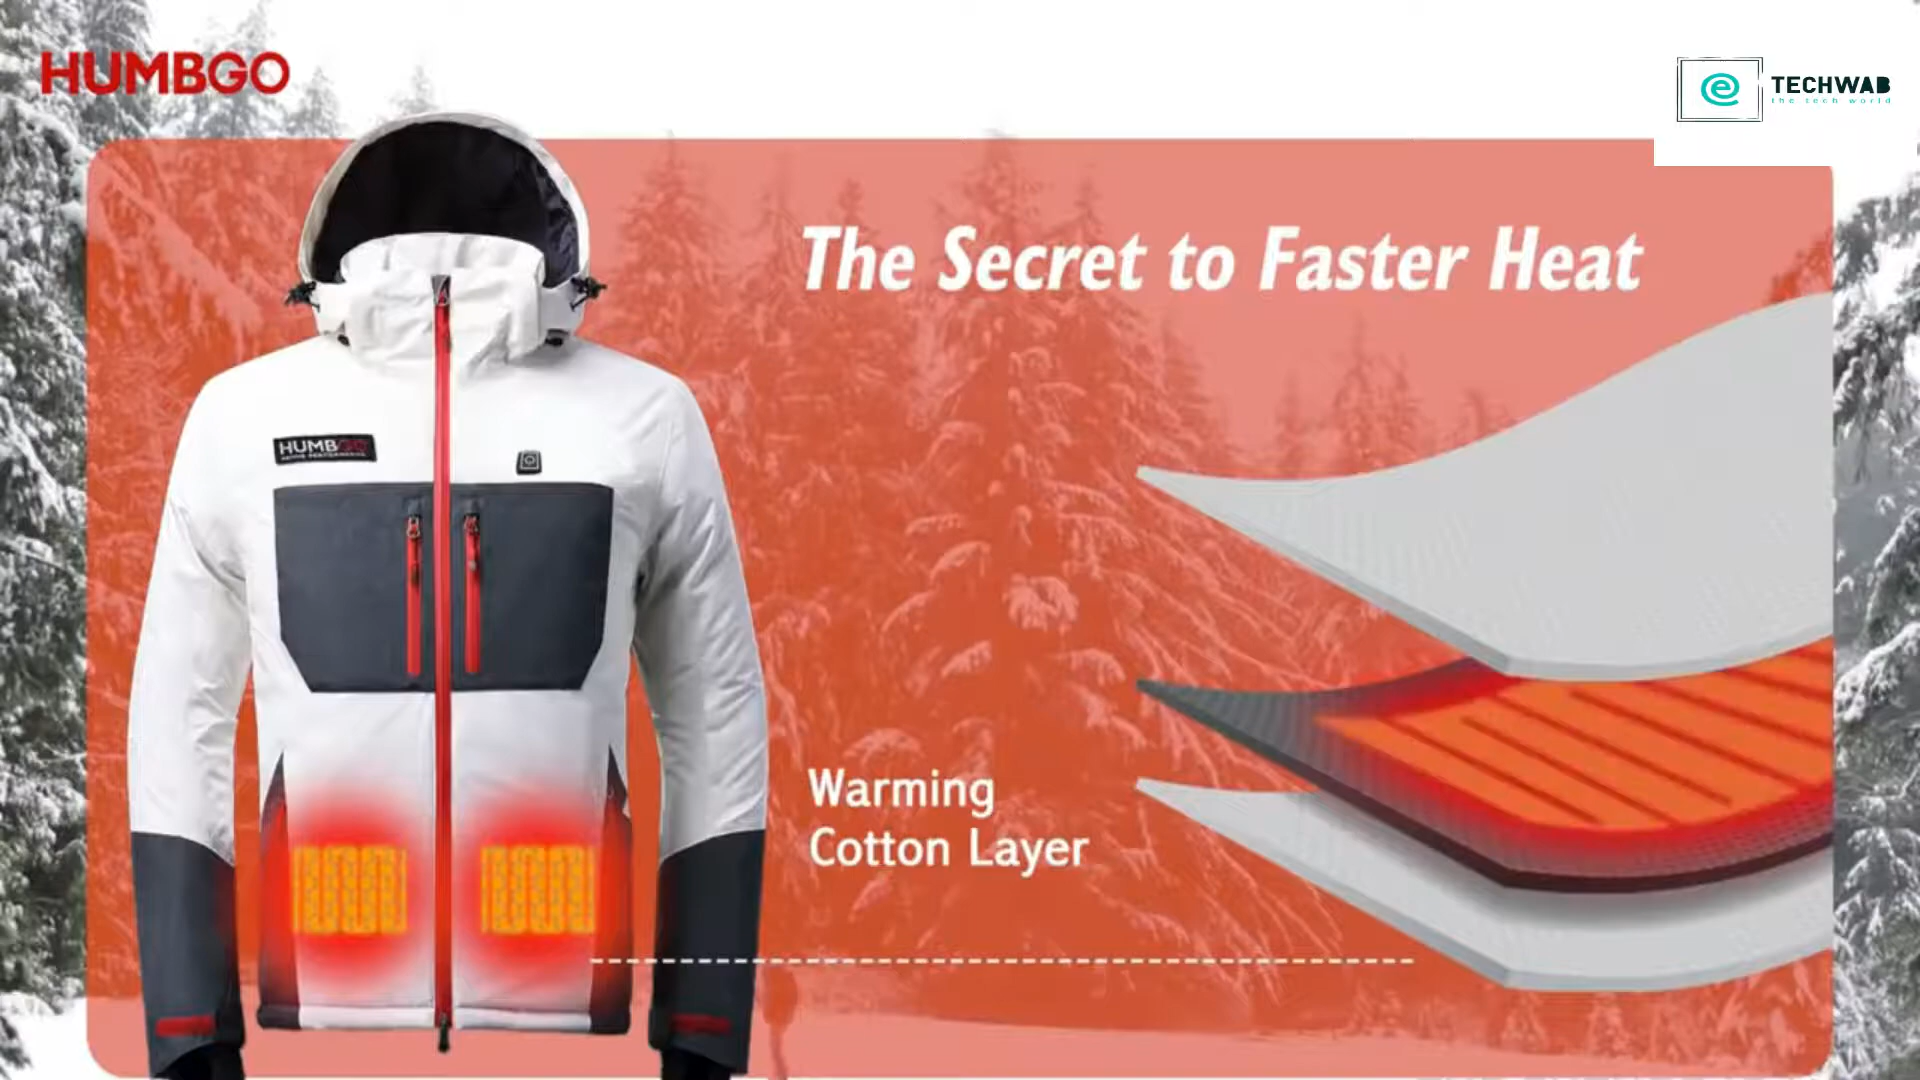 HUMBGO
TECHWAB
the tech world
The Secret to Faster Heat
HUMBGO
Warming
Cotton Layer